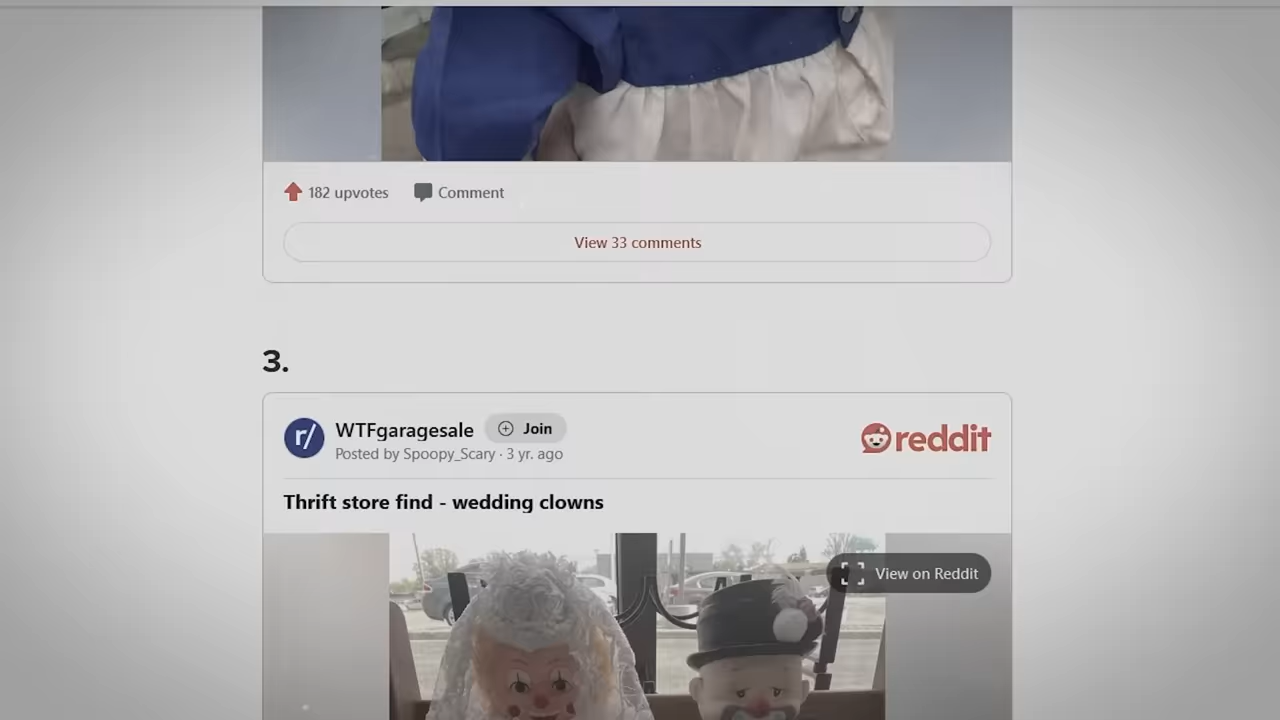 182 upvotes Comment
View 33 comments
3.
r/ WTFgaragesale Join
Posted by Spoopy_Scary · 3 yr. ago
reddit
Thrift store find - wedding clowns
View on Reddit